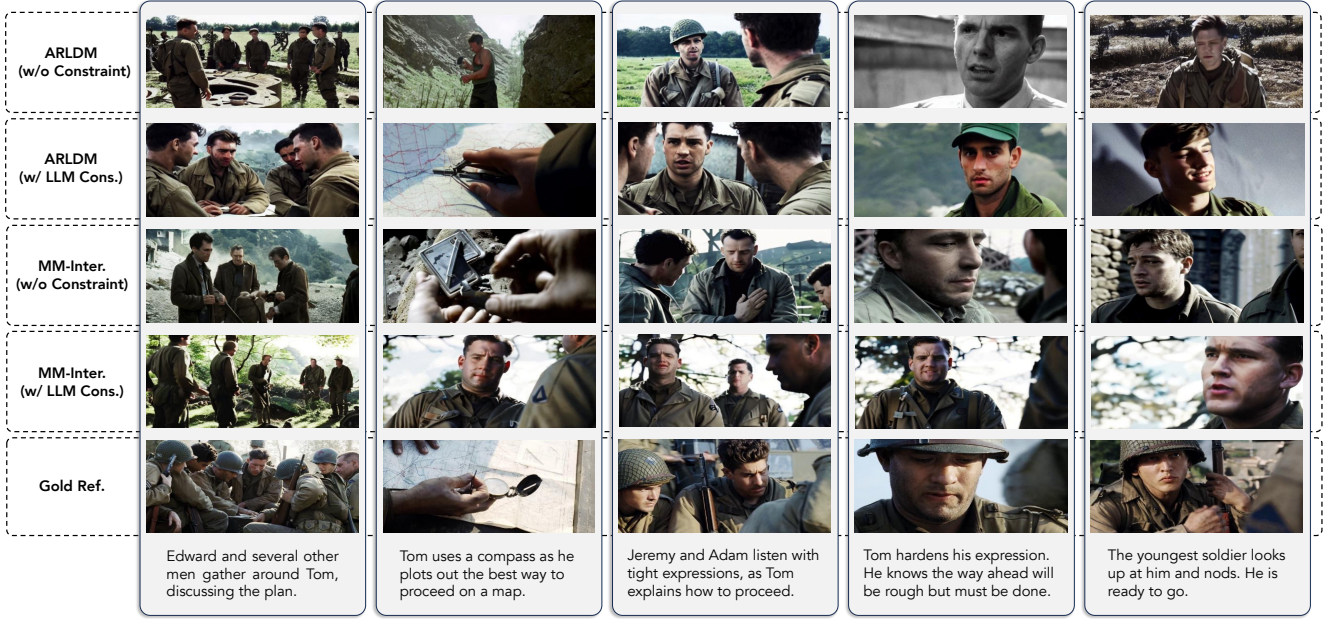 ARLDM
(w/o Constraint)
ARLDM
(w/ LLM Cons.)
MM-Inter.
(w/o Constraint)
MM-Inter.
(w/ LLM Cons.)
Gold Ref.
Edward and several other
men gather around Tom,
discussing the plan.
Tom uses a compass as he
plots out the best way to
proceed on a map.
Jeremy and Adam listen with
tight expressions, as Tom
explains how to proceed.
Tom hardens his expression.
He knows the way ahead will
be rough but must be done.
The youngest soldier looks
up at him and nods. He is
ready to go.